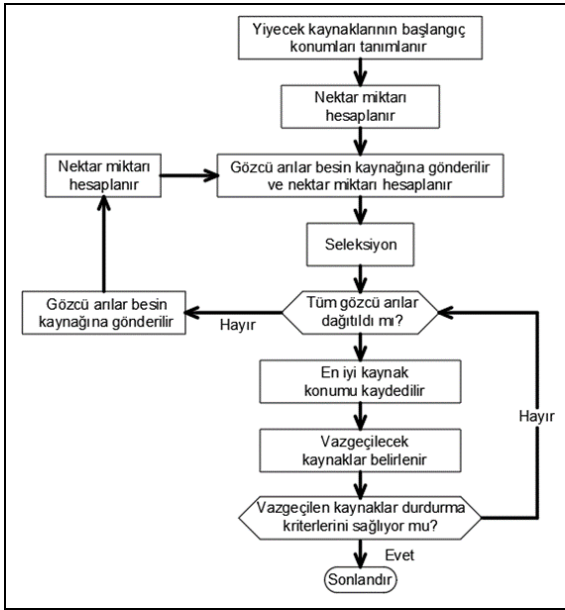 Yiyecek kaynaklarının başlangıç
konumları tanımlanır
Nektar miktarı
hesaplanır
Nektar miktarı
hesaplanır
Gözcü arılar besin kaynağına gönderilir
ve nektar miktarı hesaplanır
Seleksiyon
Gözcü arılar besin
kaynağına gönderilir
Hayır
Tüm gözcü arılar
dağıtıldı mı?
En iyi kaynak
konumu kaydedilir
Hayır
Vazgeçilecek
kaynaklar belirlenir
Vazgeçilen kaynaklar durdurma
kriterlerini sağlıyor mu?
Evet
Sonlandır